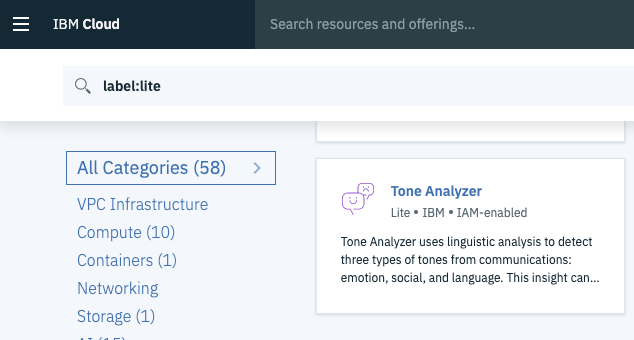 IBM Cloud
Search resources and offerings...
label:lite
All Categories (58)
VPC Infrastructure
Compute (10)
Containers (1)
Networking
Storage (1)
Tone Analyzer
Lite • IBM • IAM-enabled
Tone Analyzer uses linguistic analysis to detect
three types of tones from communications:
emotion, social, and language. This insight can...